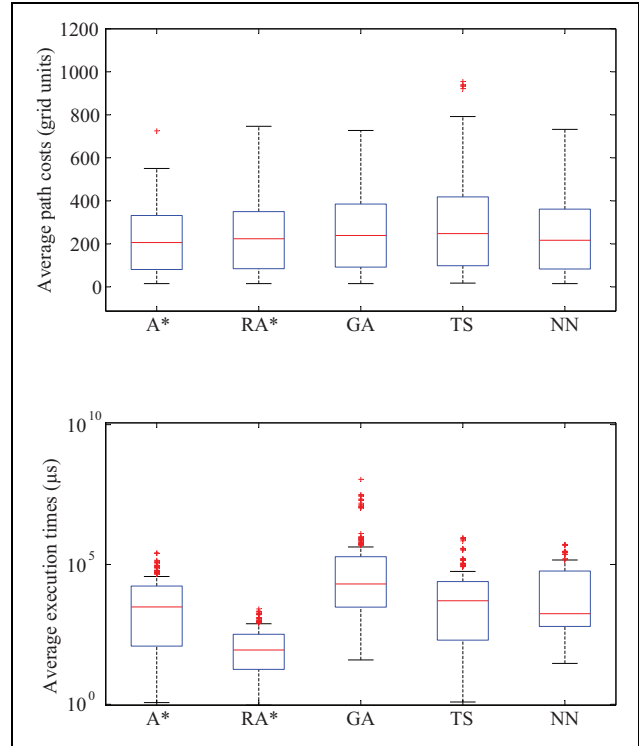 Average path costs (grid units)
1200
1000
800
600
400
200
0
A* RA* GA TS NN
Average execution times (μs)
10^10
10^5
10^0
A* RA* GA TS NN